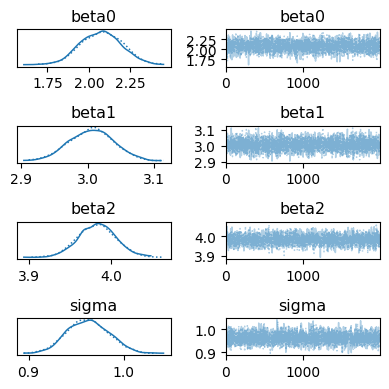 beta0 beta0
2.25
2.00
1.75
1.75 2.00 2.25 0 1000
beta1 beta1
3.1
3.0
2.9
2.9 3.0 3.1 0 1000
beta2 beta2
4.0
3.9
3.9 4.0 0 1000
sigma sigma
1.0
0.9
0.9 1.0 0 1000